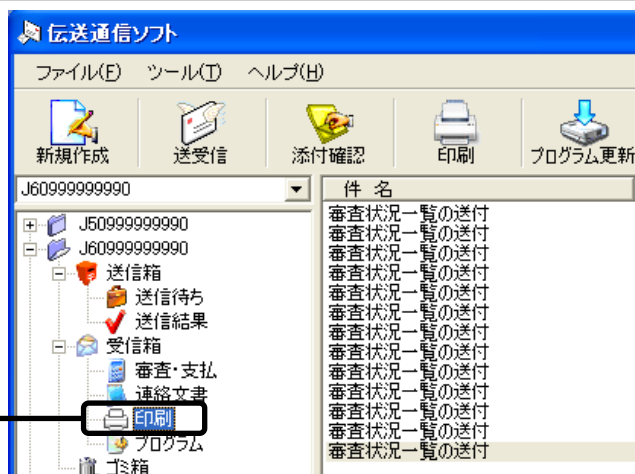 伝送通信ソフト
ファイル(F) ツール(T) ヘルプ(H)
新規作成 送受信 添付確認 印刷 プログラム更新
J60999999990
J50999999990
J60999999990
送信箱
送信待ち
送信結果
受信箱
審査・支払
連絡文書
印刷
プログラム
ゴミ箱
件 名
審査状況一覧の送付
審査状況一覧の送付
審査状況一覧の送付
審査状況一覧の送付
審査状況一覧の送付
審査状況一覧の送付
審査状況一覧の送付
審査状況一覧の送付
審査状況一覧の送付
審査状況一覧の送付
審査状況一覧の送付
審査状況一覧の送付
審査状況一覧の送付